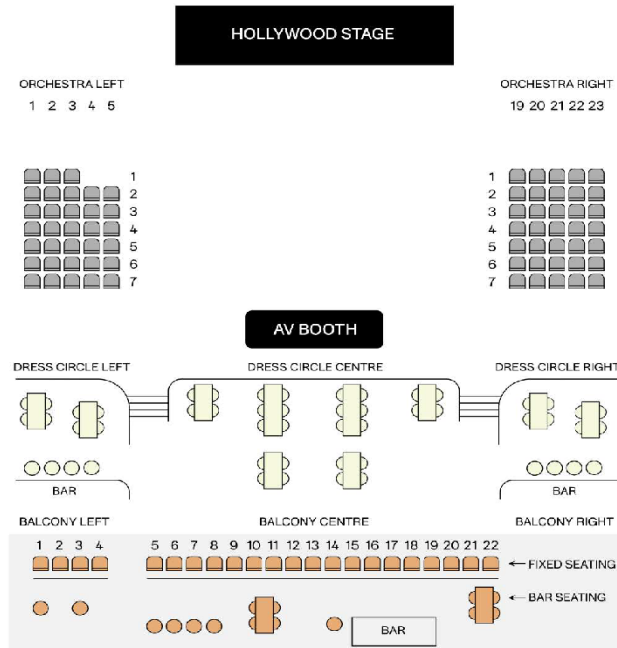 HOLLYWOOD STAGE
ORCHESTRA LEFT
1 2 3 4 5
ORCHESTRA RIGHT
19 20 21 22 23
1
2
3
4
5
6
7
1
2
3
4
5
6
7
AV BOOTH
DRESS CIRCLE LEFT
DRESS CIRCLE CENTRE
DRESS CIRCLE RIGHT
BAR
BAR
BALCONY LEFT
BALCONY CENTRE
BALCONY RIGHT
1 2 3 4
5 6 7 8 9 10 11 12 13 14 15 16 17 18 19 20 21 22
FIXED SEATING
BAR SEATING
BAR